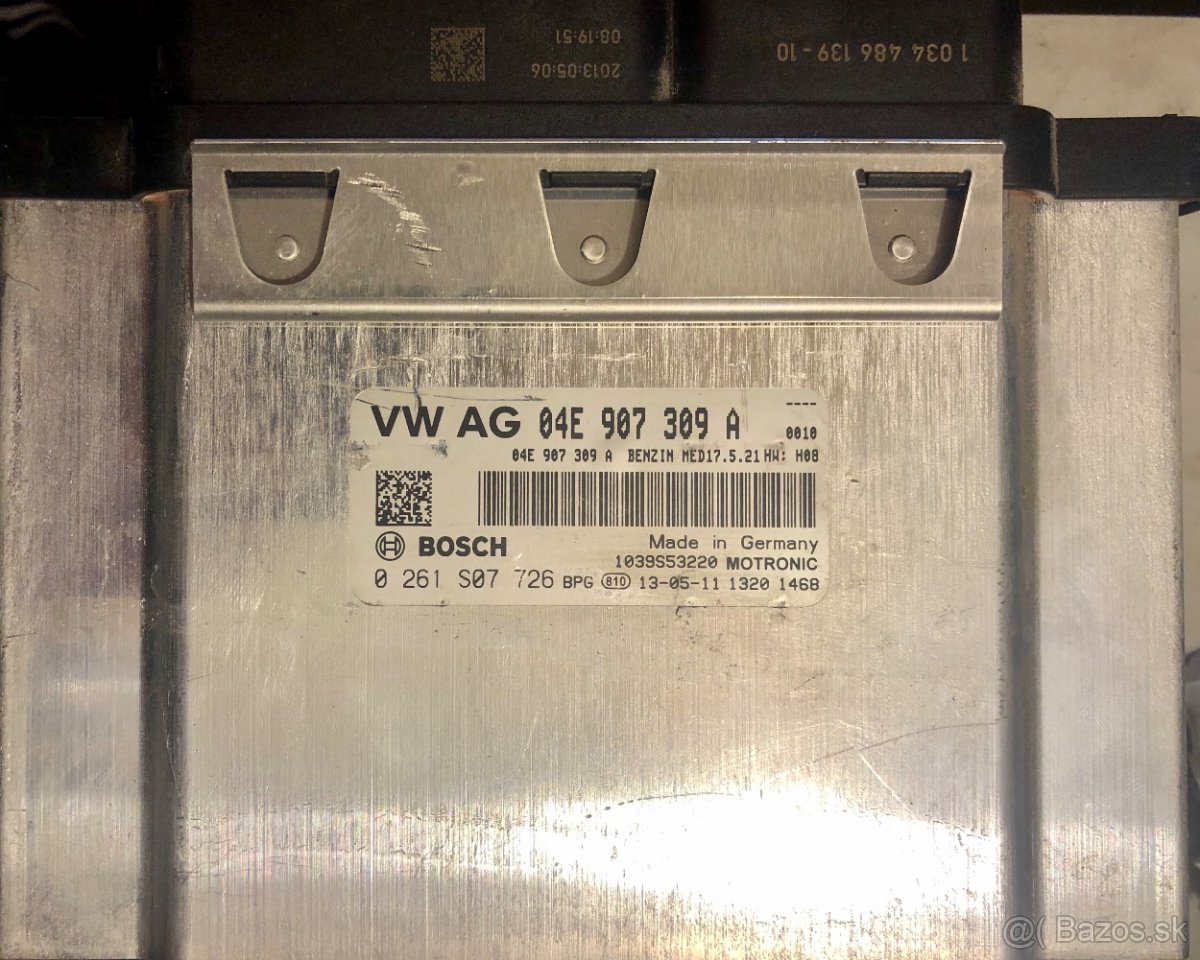 08:19:51
2013:05:06
1 034 486 139-10
VW AG 04E 907 309 A
----
0010
04E 907 309 A BENZIN MED17.5.21 HW: H08
BOSCH
Made in Germany
1039S53220 MOTRONIC
0 261 S07 726 BPG 810 13-05-11 1320 1468
@( Bazos.sk